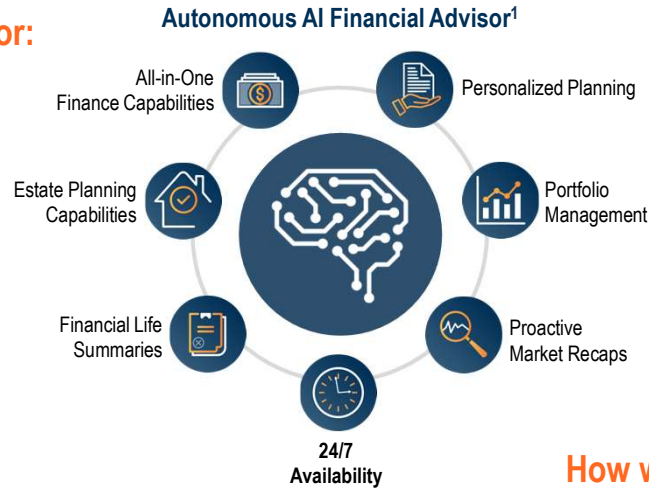 Autonomous AI Financial Advisor¹
or:
All-in-One
Finance Capabilities
Personalized Planning
Estate Planning
Capabilities
Portfolio
Management
Financial Life
Summaries
Proactive
Market Recaps
24/7
Availability
How w